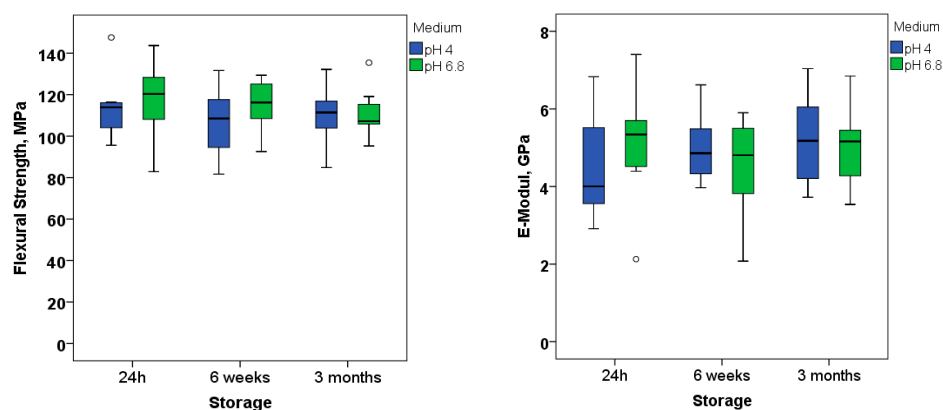 Medium
pH 4
pH 6.8
140
120
100
80
60
40
20
0
Flexural Strength, MPa
24h
6 weeks
3 months
Storage
Medium
pH 4
pH 6.8
8
6
4
2
0
E-Modul, GPa
24h
6 weeks
3 months
Storage